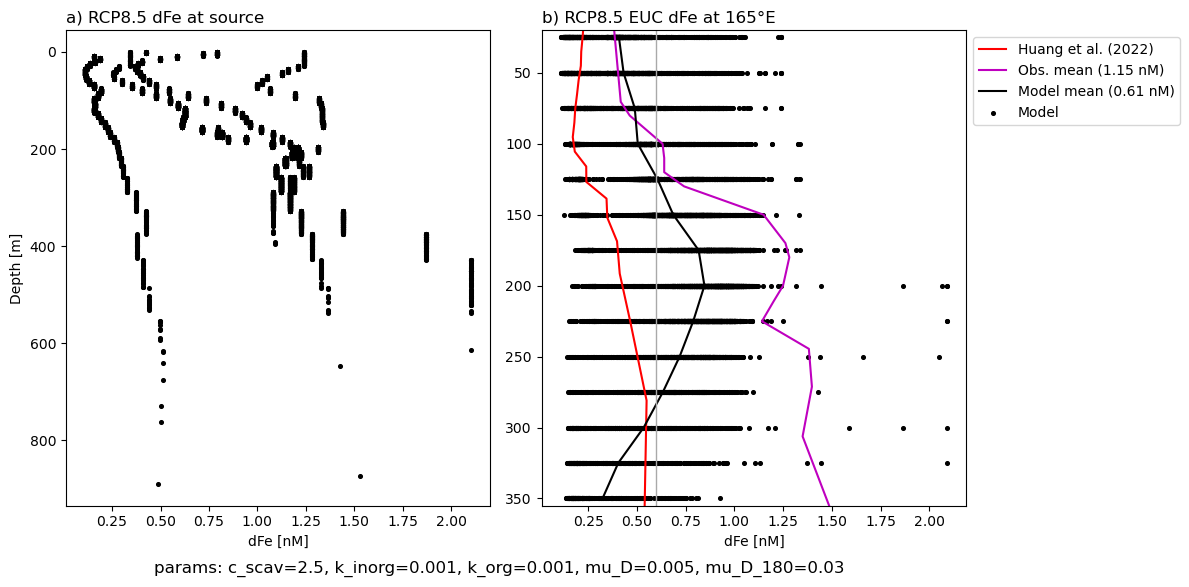 a) RCP8.5 dFe at source
b) RCP8.5 EUC dFe at 165°E
Depth [m]
0
200
400
600
800
0.25 0.50 0.75 1.00 1.25 1.50 1.75 2.00
dFe [nM]
50
100
150
200
250
300
350
0.25 0.50 0.75 1.00 1.25 1.50 1.75 2.00
dFe [nM]
Huang et al. (2022)
Obs. mean (1.15 nM)
Model mean (0.61 nM)
Model
params: c_scav=2.5, k_inorg=0.001, k_org=0.001, mu_D=0.005, mu_D_180=0.03